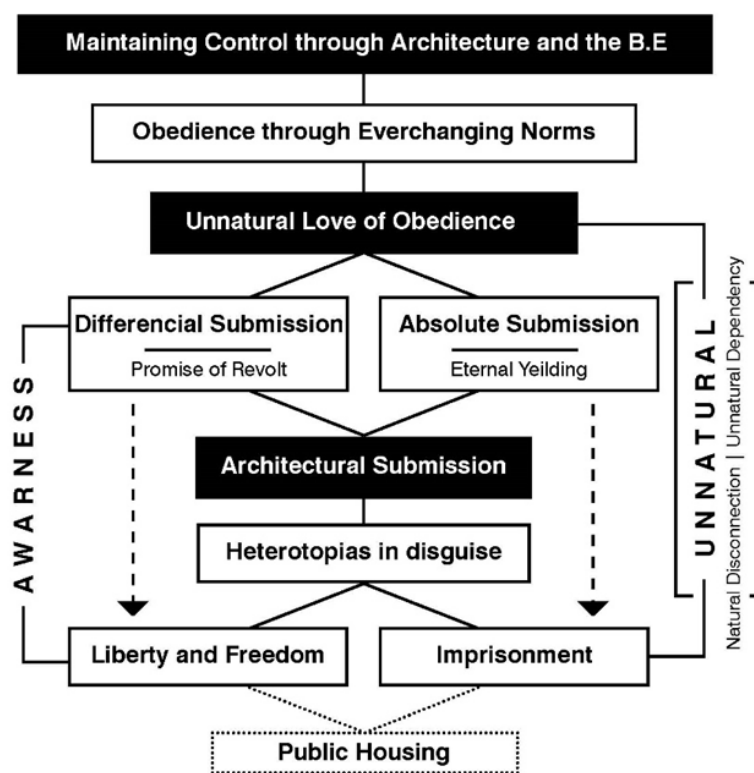 Maintaining Control through Architecture and the B.E
Obedience through Everchanging Norms
Unnatural Love of Obedience
Differencial Submission
Promise of Revolt
Absolute Submission
Eternal Yeilding
Architectural Submission
Heterotopias in disguise
Liberty and Freedom
Imprisonment
Public Housing
AWARNESS
UNNATURAL
Natural Disconnection | Unnatural Dependency